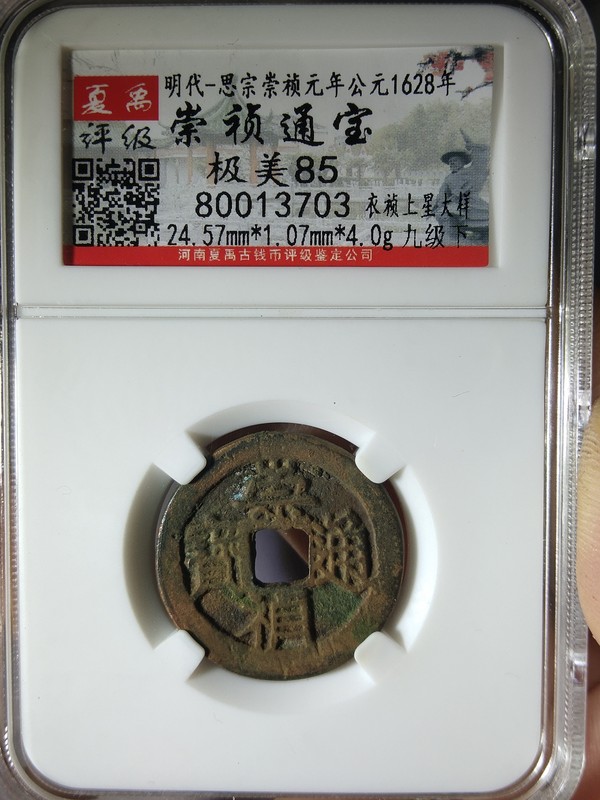 夏禹
评级
明代-思宗崇祯元年公元1628年
崇祯通宝
极美85
80013703 衣祯上星大样
24.57mm*1.07mm*4.0g 九级下
河南夏禹古钱币评级鉴定公司
崇祯通寳